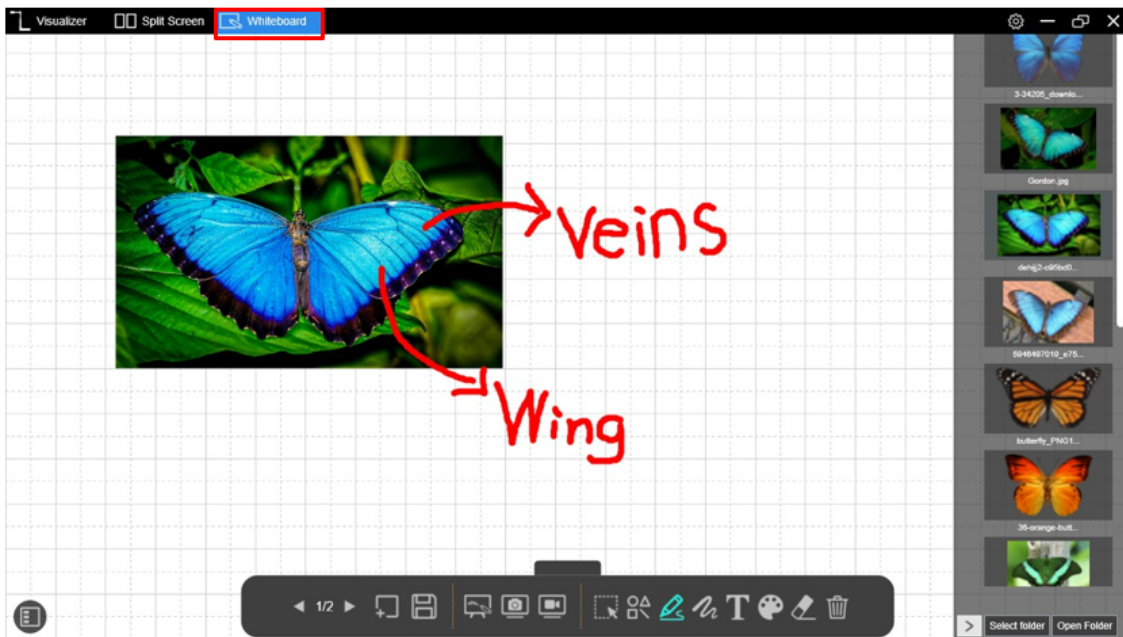 Visualizer
Split Screen
Whiteboard
3-34205_downlo...
Gordon.jpg
dehijj2-c95bd0...
5946497019_e75...
butterfly_PNG1...
36-orange-butt...
Veins
Wing
1/2
T
Select folder
Open Folder